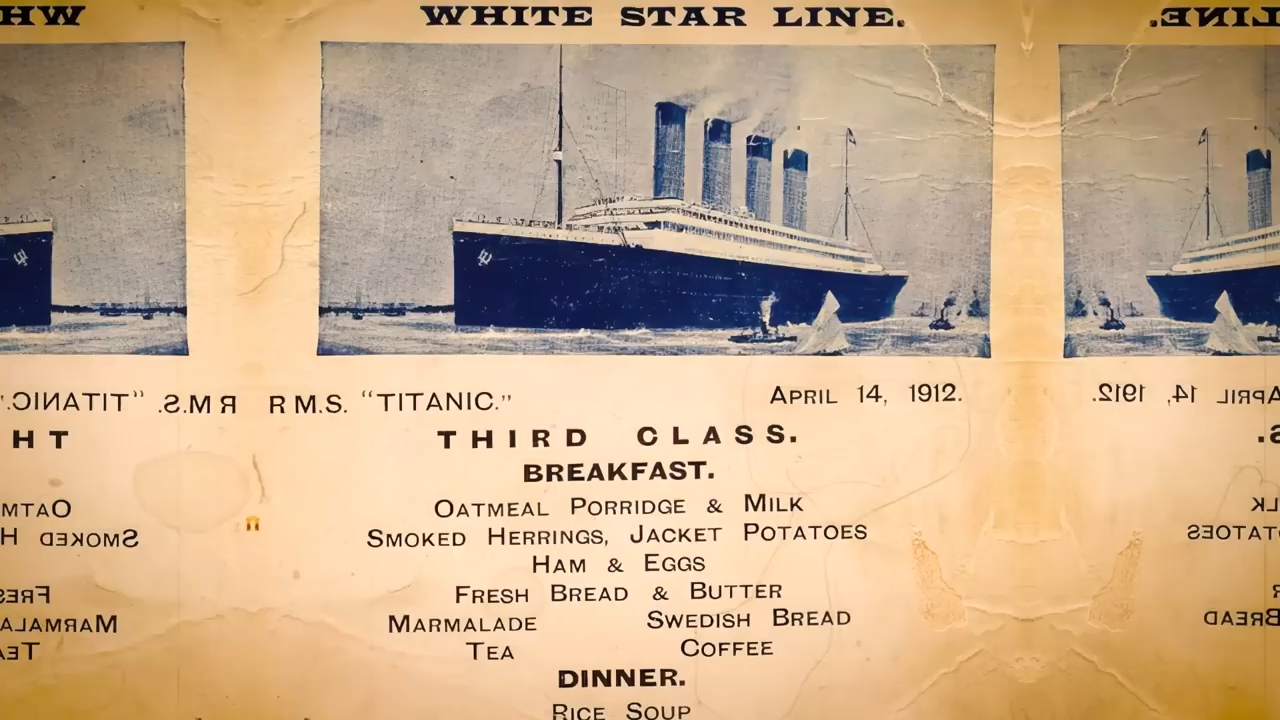 WHITE STAR LINE.
R.M.S. “TITANIC.”
APRIL 14, 1912.
THIRD CLASS.
BREAKFAST.
OATMEAL PORRIDGE & MILK
SMOKED HERRINGS, JACKET POTATOES
HAM & EGGS
FRESH BREAD & BUTTER
MARMALADE SWEDISH BREAD
TEA COFFEE
DINNER.
RICE SOUP